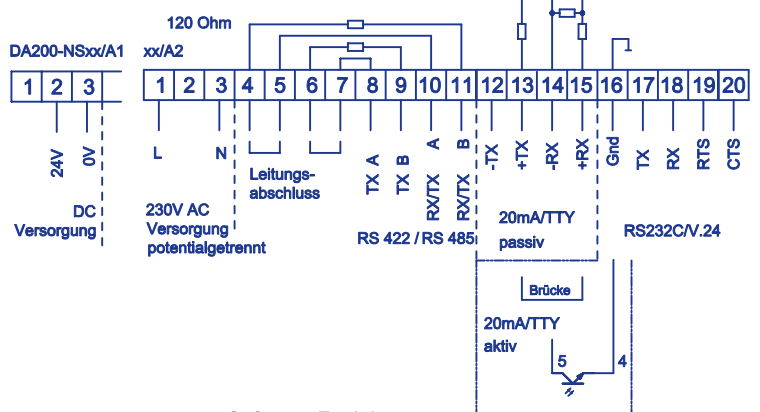 120 Ohm
DA200-NSxx/A1 xx/A2
1 2 3 1 2 3 4 5 6 7 8 9 10 11 12 13 14 15 16 17 18 19 20
24V 0V L N TX A TX B RX/TX A RX/TX B -TX +TX -RX +RX Gnd TX RX RTS CTS
Leitungs-
abschluss
DC
Versorgung
230V AC
Versorgung
potentialgetrennt
RS 422 / RS 485
20mA/TTY
passiv
RS232C/V.24
Brücke
20mA/TTY
aktiv
5 4